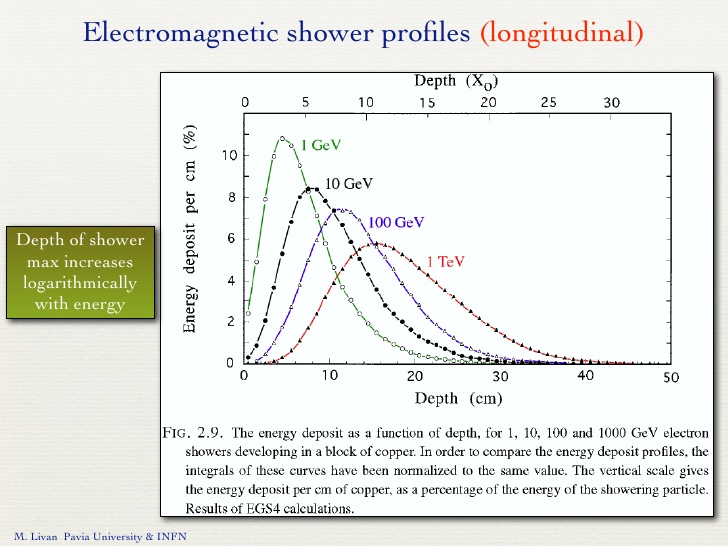 Electromagnetic shower profiles (longitudinal)
Depth (X₀)
0 5 10 15 20 25 30
Energy deposit per cm (%)
10
8
6
4
2
0
1 GeV
10 GeV
100 GeV
1 TeV
Depth of shower
max increases
logarithmically
with energy
0 10 20 30 40 50
Depth (cm)
FIG. 2.9. The energy deposit as a function of depth, for 1, 10, 100 and 1000 GeV electron
showers developing in a block of copper. In order to compare the energy deposit profiles, the
integrals of these curves have been normalized to the same value. The vertical scale gives
the energy deposit per cm of copper, as a percentage of the energy of the showering particle.
Results of EGS4 calculations.
M. Livan Pavia University & INFN